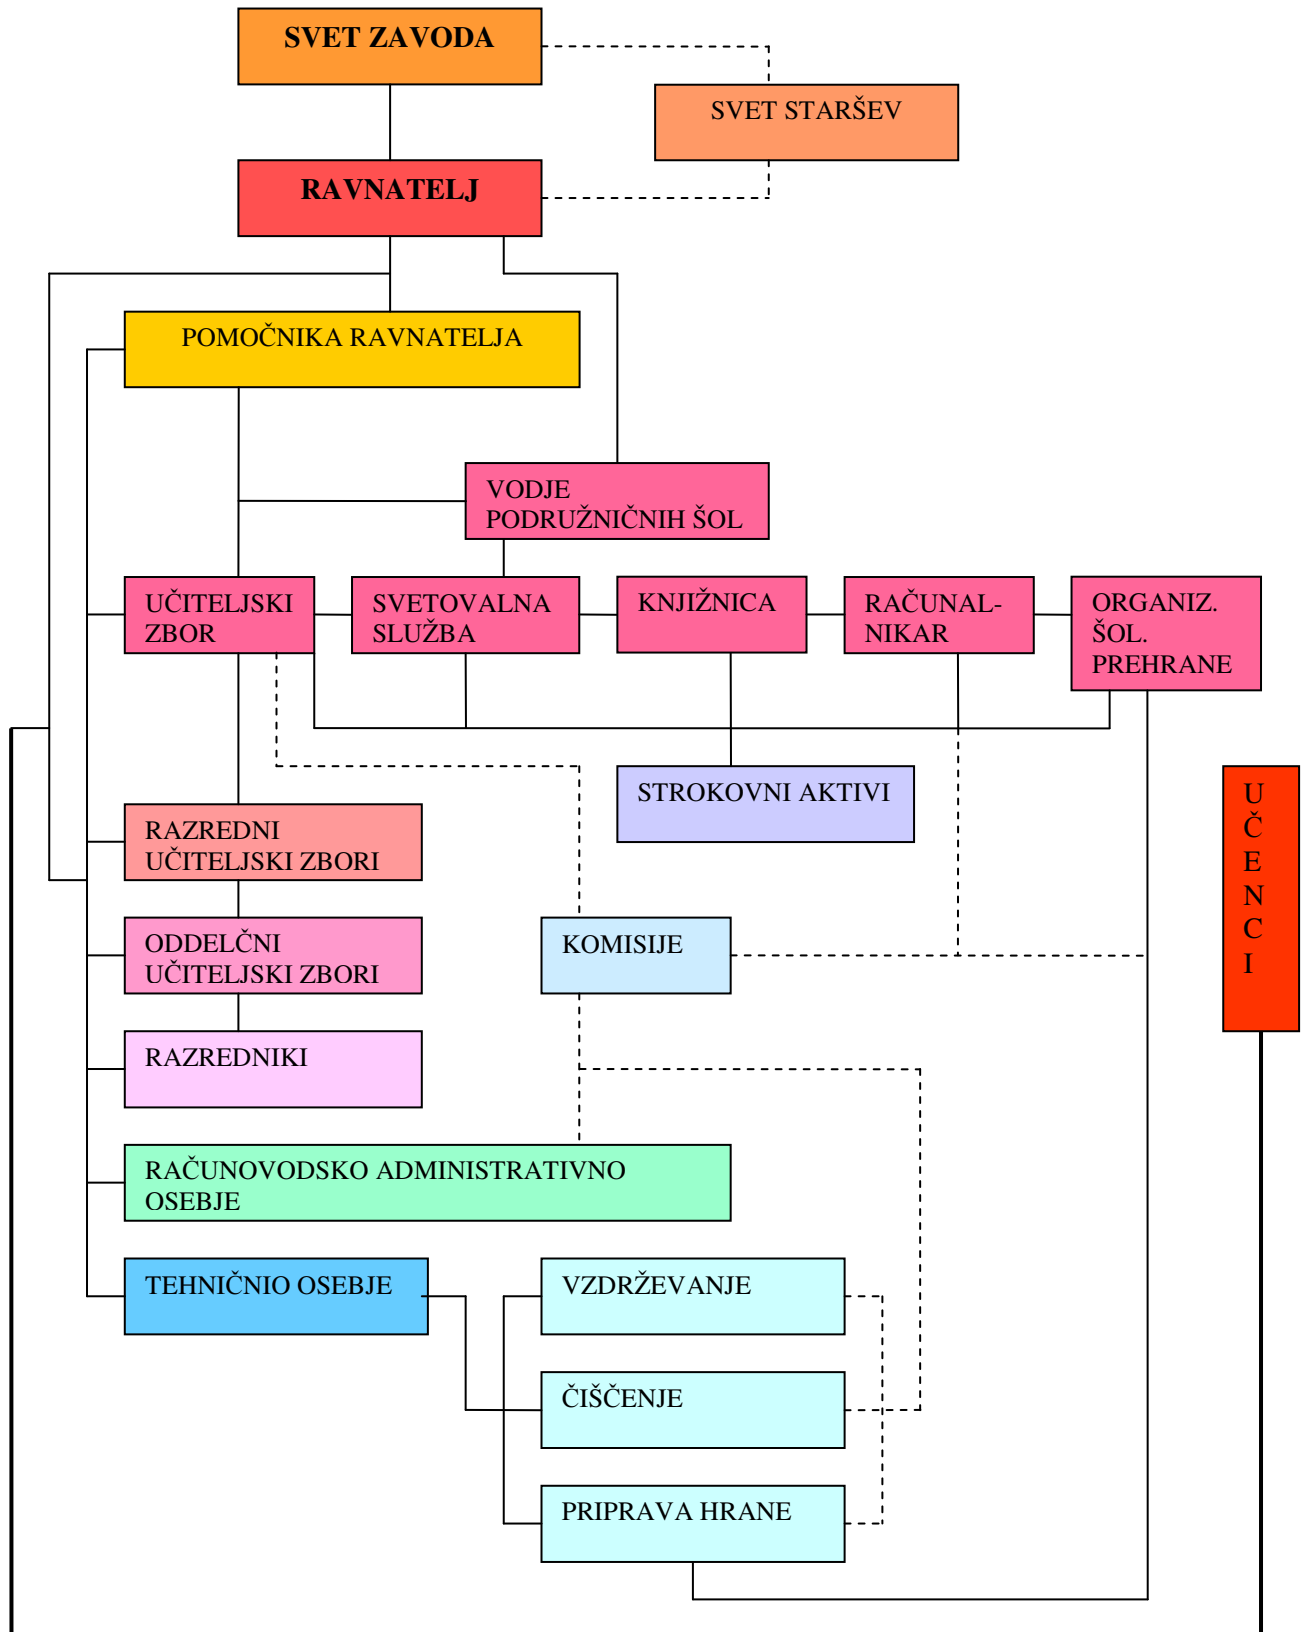 SVET ZAVODA
SVET STARŠEV
RAVNATELJ
POMOČNIKA RAVNATELJA
VODJE
PODRUŽNIČNIH ŠOL
UČITELJSKI
ZBOR
SVETOVALNA
SLUŽBA
KNJIŽNICA
RAČUNAL-
NIKAR
ORGANIZ.
ŠOL.
PREHRANE
STROKOVNI AKTIVI
U
Č
E
N
C
I
RAZREDNI
UČITELJSKI ZBORI
ODDELČNI
UČITELJSKI ZBORI
KOMISIJE
RAZREDNIKI
RAČUNOVODSKO ADMINISTRATIVNO
OSEBJE
TEHNIČNIO OSEBJE
VZDRŽEVANJE
ČIŠČENJE
PRIPRAVA HRANE